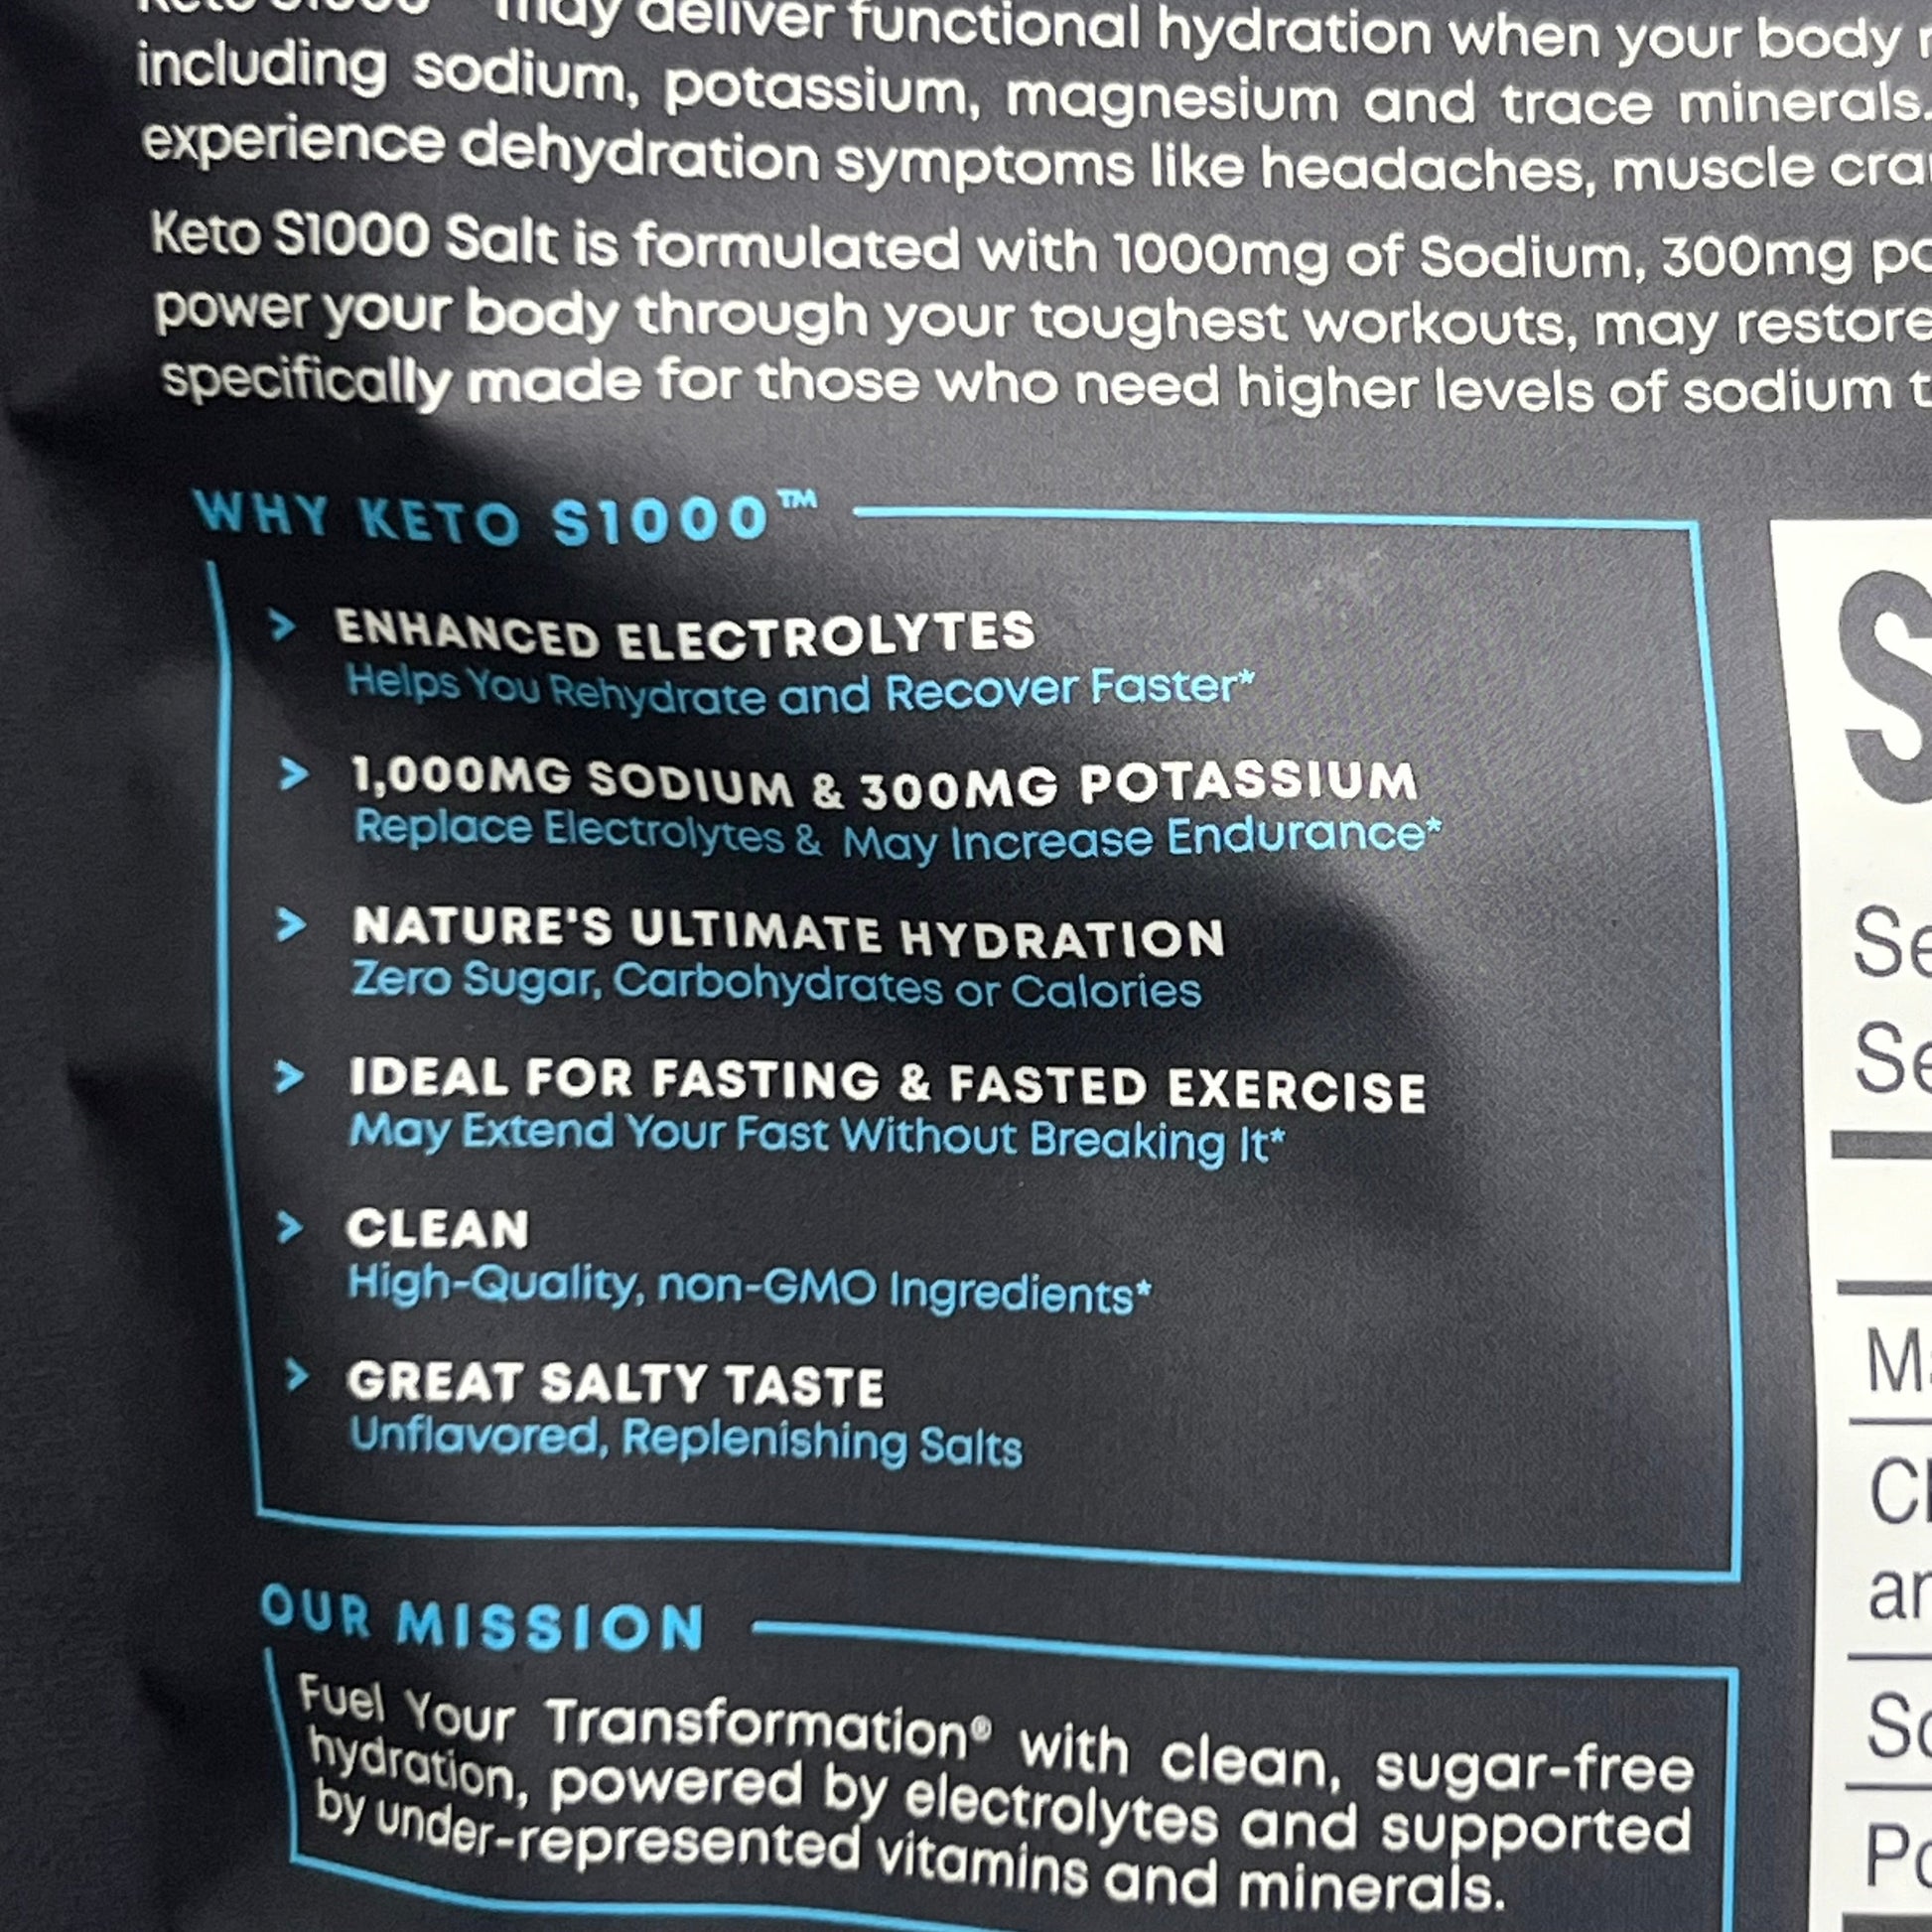 Keto S1000 may deliver functional hydration when your body
including sodium, potassium, magnesium and trace minerals.
experience dehydration symptoms like headaches, muscle
Keto S1000 Salt is formulated with 1000mg of Sodium, 300mg
power your body through your toughest workouts, may restore
specifically made for those who need higher levels of sodium
WHY KETO S1000™
> ENHANCED ELECTROLYTES
Helps You Rehydrate and Recover Faster*
> 1,000MG SODIUM & 300MG POTASSIUM
Replace Electrolytes & May Increase Endurance*
> NATURE'S ULTIMATE HYDRATION
Zero Sugar, Carbohydrates or Calories
> IDEAL FOR FASTING & FASTED EXERCISE
May Extend Your Fast Without Breaking It*
> CLEAN
High-Quality, non-GMO Ingredients*
> GREAT SALTY TASTE
Unflavored, Replenishing Salts
OUR MISSION
Fuel Your Transformation® with clean, sugar-free
hydration, powered by electrolytes and supported
by under-represented vitamins and minerals.